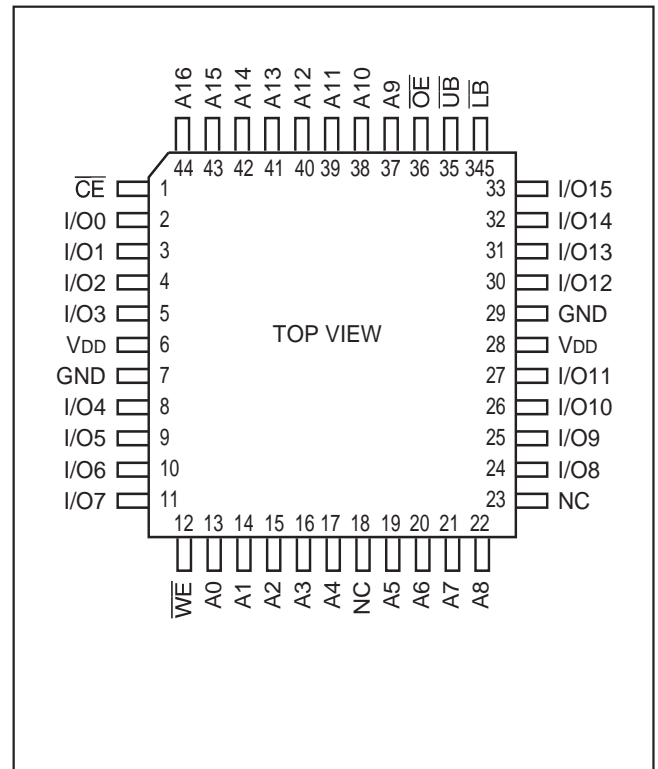 A16 A15 A14 A13 A12 A11 A10 A9 OE UB LB
44 43 42 41 40 39 38 37 36 35 345
CE 1 33 I/O15
I/O0 2 32 I/O14
I/O1 3 31 I/O13
I/O2 4 30 I/O12
I/O3 5 29 GND
VDD 6 TOP VIEW 28 VDD
GND 7 27 I/O11
I/O4 8 26 I/O10
I/O5 9 25 I/O9
I/O6 10 24 I/O8
I/O7 11 23 NC
12 13 14 15 16 17 18 19 20 21 22
WE A0 A1 A2 A3 A4 NC A5 A6 A7 A8